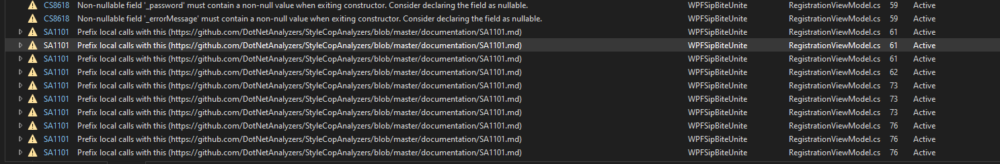 CS8618 Non-nullable field '_password' must contain a non-null value when exiting constructor. Consider declaring the field as nullable. WPFSipBiteUnite RegistrationViewModel.cs 59 Active
CS8618 Non-nullable field '_errorMessage' must contain a non-null value when exiting constructor. Consider declaring the field as nullable. WPFSipBiteUnite RegistrationViewModel.cs 59 Active
SA1101 Prefix local calls with this (https://github.com/DotNetAnalyzers/StyleCopAnalyzers/blob/master/documentation/SA1101.md) WPFSipBiteUnite RegistrationViewModel.cs 61 Active
SA1101 Prefix local calls with this (https://github.com/DotNetAnalyzers/StyleCopAnalyzers/blob/master/documentation/SA1101.md) WPFSipBiteUnite RegistrationViewModel.cs 61 Active
SA1101 Prefix local calls with this (https://github.com/DotNetAnalyzers/StyleCopAnalyzers/blob/master/documentation/SA1101.md) WPFSipBiteUnite RegistrationViewModel.cs 61 Active
SA1101 Prefix local calls with this (https://github.com/DotNetAnalyzers/StyleCopAnalyzers/blob/master/documentation/SA1101.md) WPFSipBiteUnite RegistrationViewModel.cs 62 Active
SA1101 Prefix local calls with this (https://github.com/DotNetAnalyzers/StyleCopAnalyzers/blob/master/documentation/SA1101.md) WPFSipBiteUnite RegistrationViewModel.cs 73 Active
SA1101 Prefix local calls with this (https://github.com/DotNetAnalyzers/StyleCopAnalyzers/blob/master/documentation/SA1101.md) WPFSipBiteUnite RegistrationViewModel.cs 73 Active
SA1101 Prefix local calls with this (https://github.com/DotNetAnalyzers/StyleCopAnalyzers/blob/master/documentation/SA1101.md) WPFSipBiteUnite RegistrationViewModel.cs 73 Active
SA1101 Prefix local calls with this (https://github.com/DotNetAnalyzers/StyleCopAnalyzers/blob/master/documentation/SA1101.md) WPFSipBiteUnite RegistrationViewModel.cs 76 Active
SA1101 Prefix local calls with this (https://github.com/DotNetAnalyzers/StyleCopAnalyzers/blob/master/documentation/SA1101.md) WPFSipBiteUnite RegistrationViewModel.cs 76 Active
SA1101 Prefix local calls with this (https://github.com/DotNetAnalyzers/StyleCopAnalyzers/blob/master/documentation/SA1101.md) WPFSipBiteUnite RegistrationViewModel.cs 76 Active